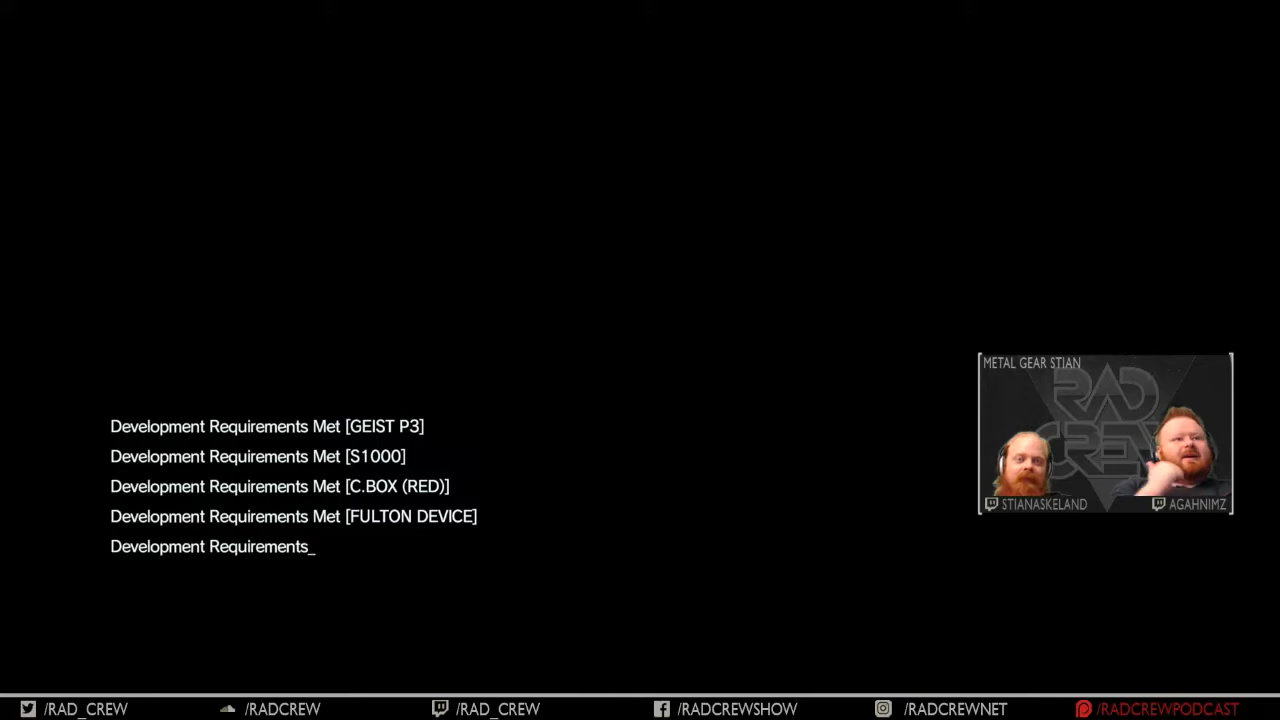 METAL GEAR STIAN
RAD
CREW
Development Requirements Met [GEIST P3]
Development Requirements Met [S1000]
Development Requirements Met [C.BOX (RED)]
Development Requirements Met [FULTON DEVICE]
Development Requirements_
STIANASKELAND
AGAHNIMZ
/RAD_CREW
/RADCREW
/RAD_CREW
/RADCREWSHOW
/RADCREWNET
/RADCREWPODCAST